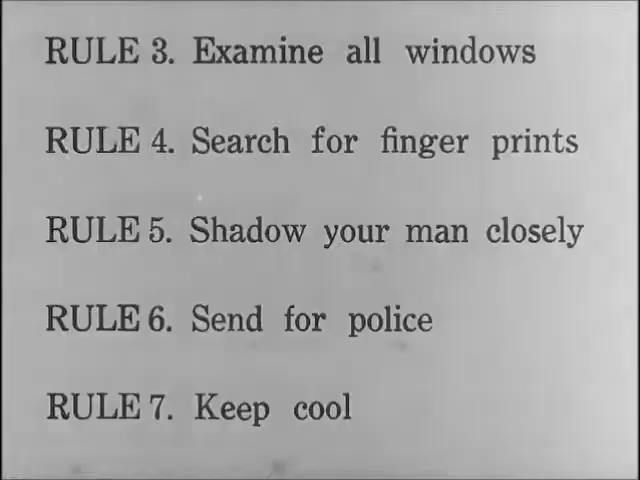 RULE 3. Examine all windows
RULE 4. Search for finger prints
RULE 5. Shadow your man closely
RULE 6. Send for police
RULE 7. Keep cool